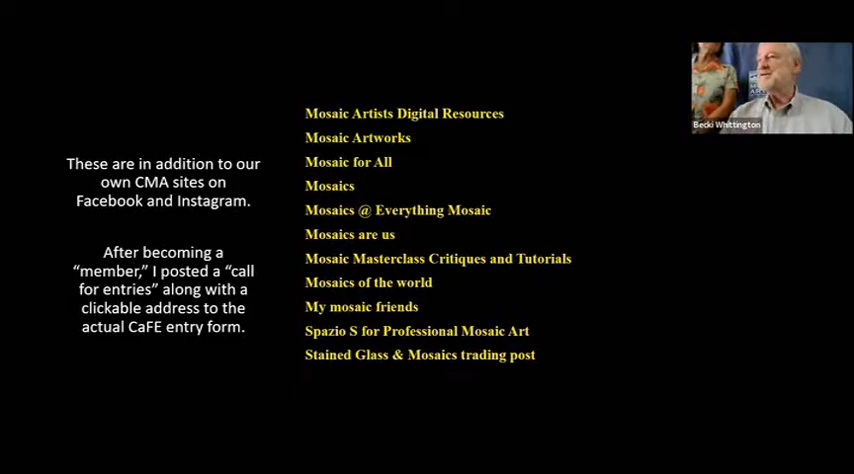 These are in addition to our
own CMA sites on
Facebook and Instagram.
After becoming a
“member,” I posted a “call
for entries” along with a
clickable address to the
actual CaFE entry form.
Mosaic Artists Digital Resources
Mosaic Artworks
Mosaic for All
Mosaics
Mosaics @ Everything Mosaic
Mosaics are us
Mosaic Masterclass Critiques and Tutorials
Mosaics of the world
My mosaic friends
Spazio S for Professional Mosaic Art
Stained Glass & Mosaics trading post
Becki Whittington